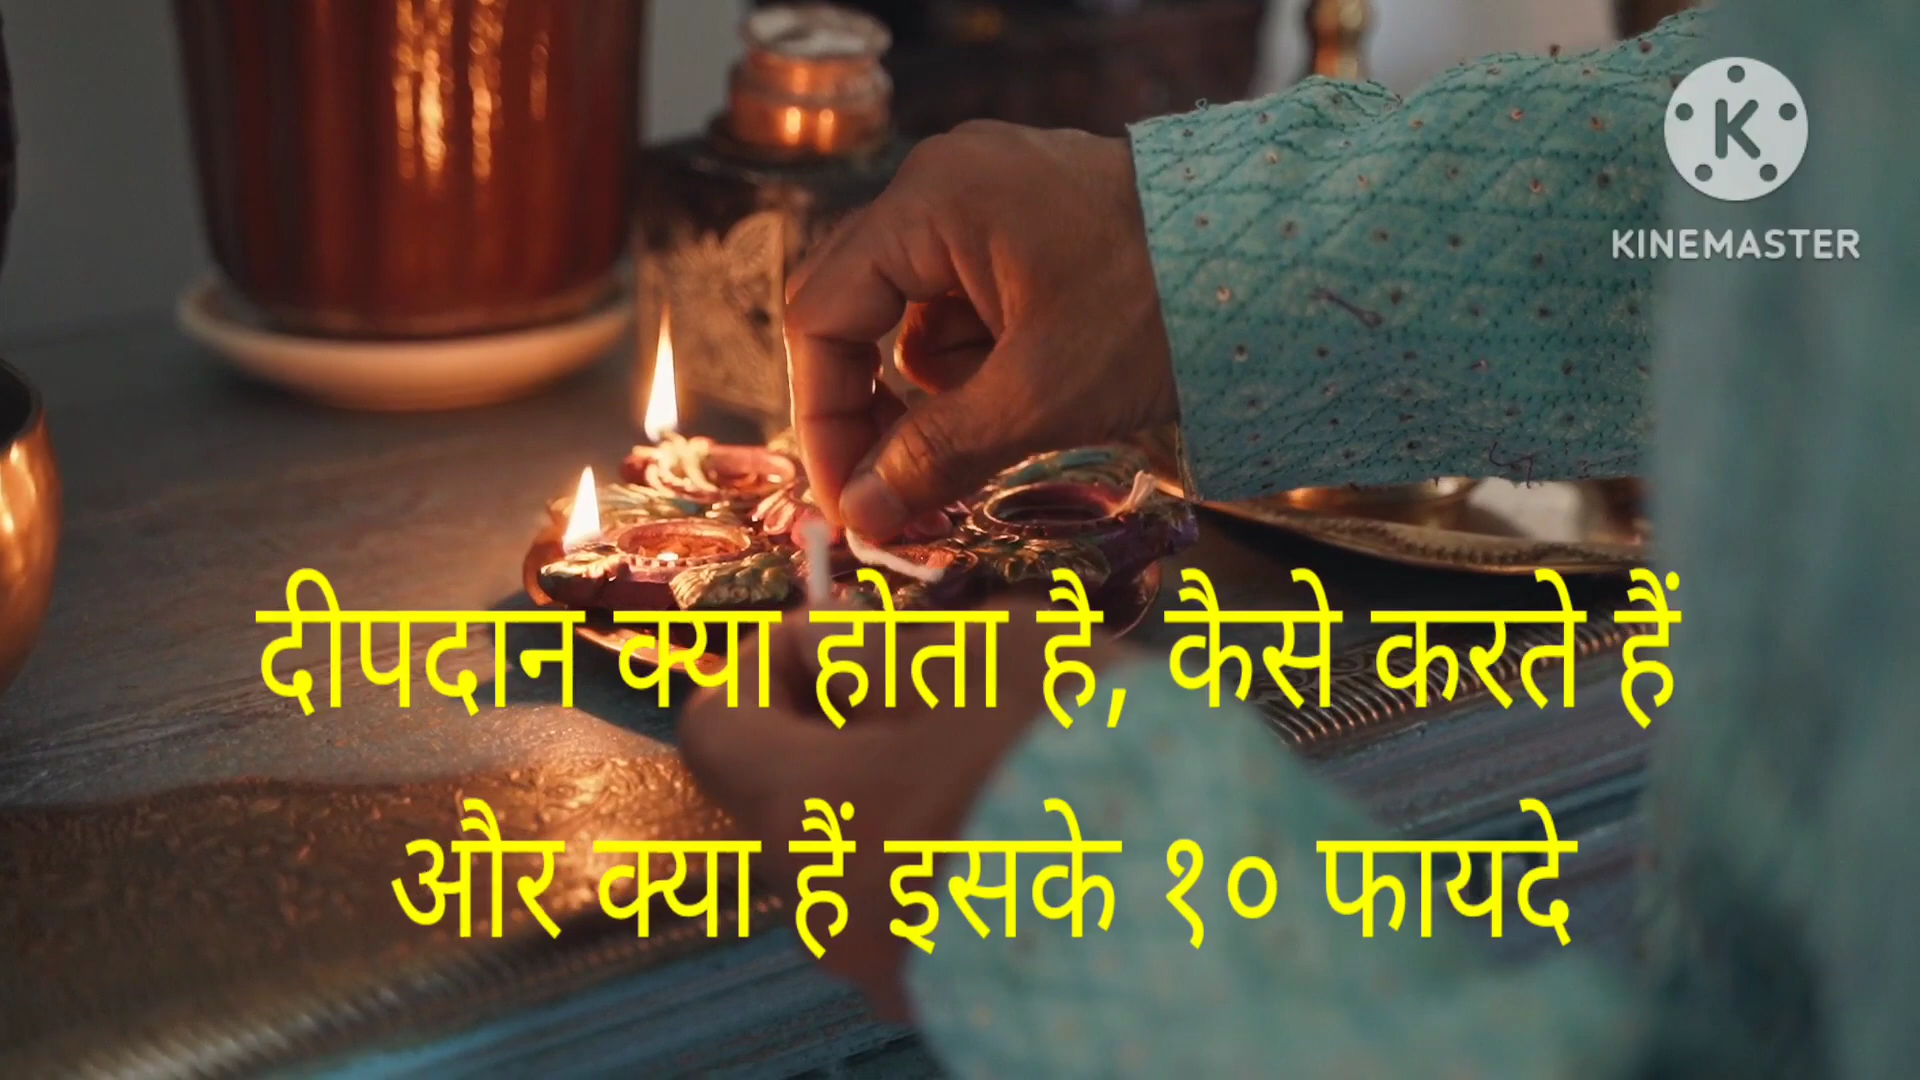 K
KINEMASTER
दीपदान क्या होता है, कैसे करते हैं
और क्या हैं इसके १० फायदे